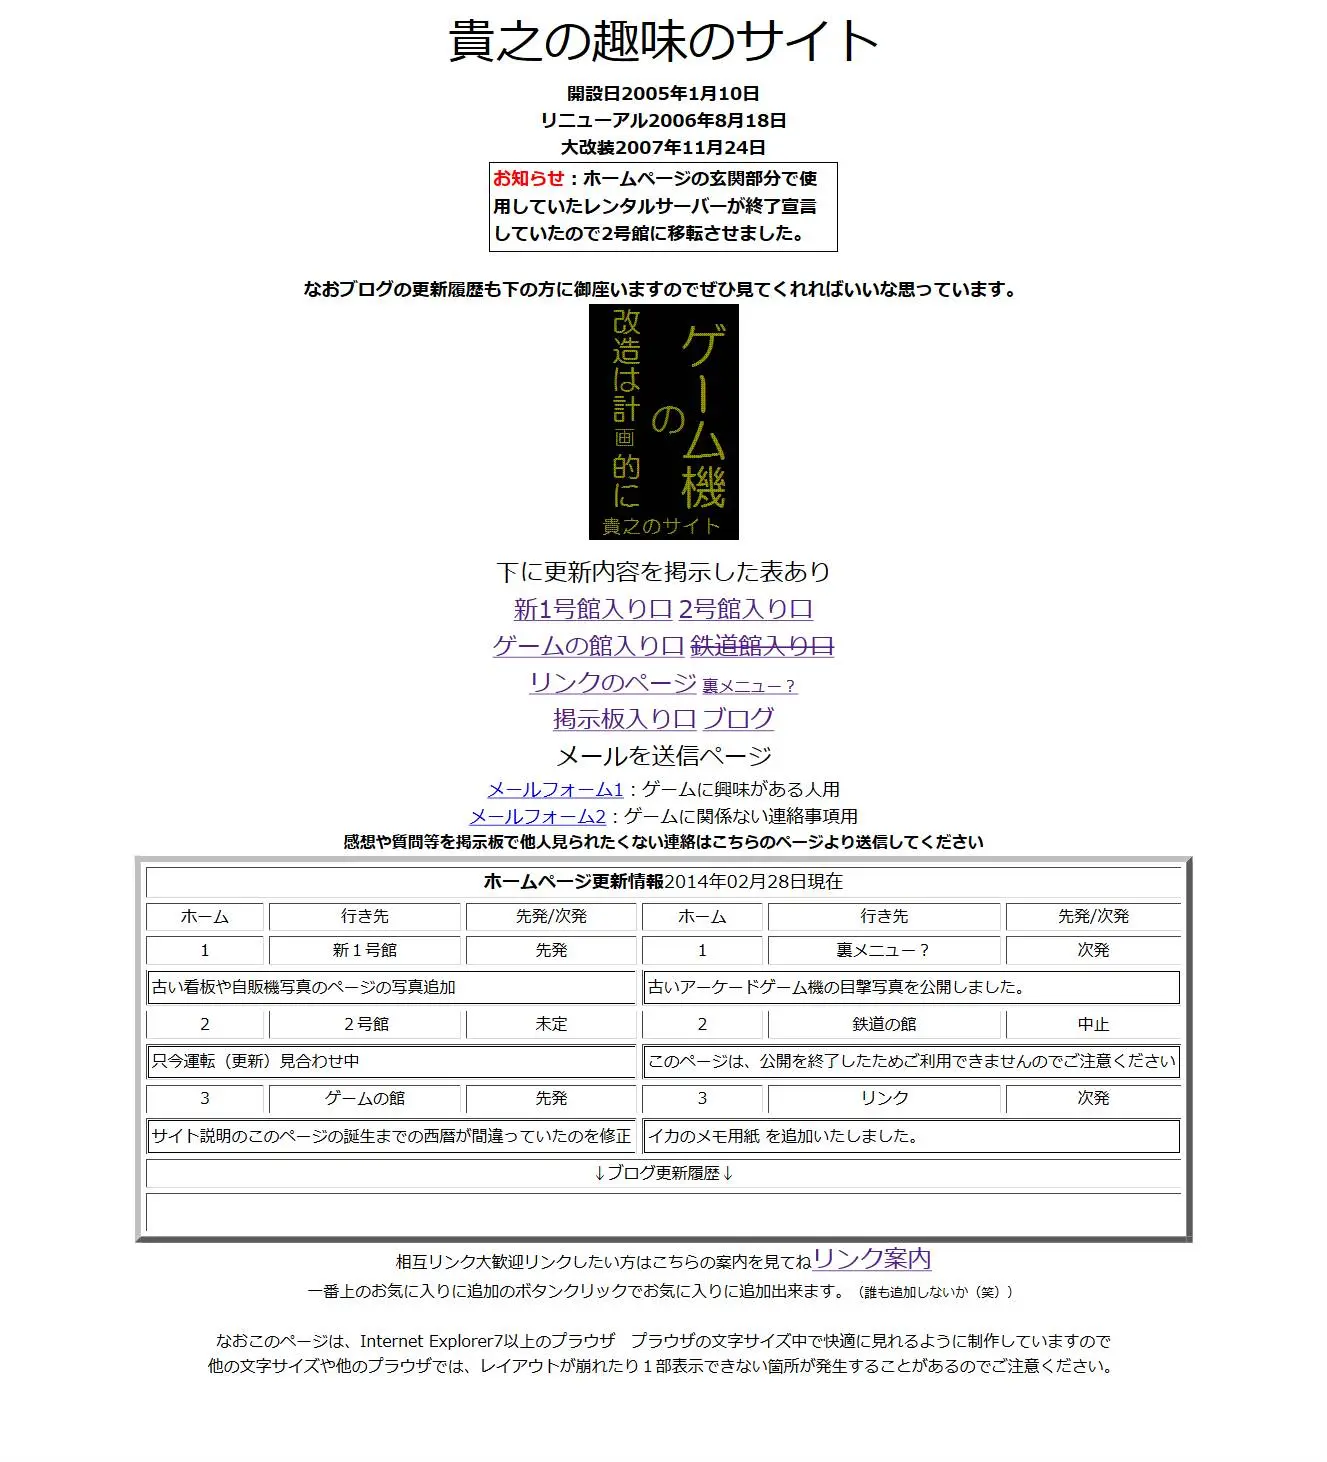 貴之の趣味のサイト
開設日2005年1月10日
リニューアル2006年8月18日
大改装2007年11月24日
お知らせ：ホームページの玄関部分で使
用していたレンタルサーバーが終了宣言
していたので2号館に移転させました。
なおブログの更新履歴も下の方に御座いますのでぜひ見てくれればいいな思っています。
ゲーム機
の
改造は計画的に
貴之のサイト
下に更新内容を掲示した表あり
新1号館入り口 2号館入り口
ゲームの館入り口 鉄道館入り口
リンクのページ 裏メニュー？
掲示板入り口 ブログ
メールを送信ページ
メールフォーム1：ゲームに興味がある人用
メールフォーム2：ゲームに関係ない連絡事項用
感想や質問等を掲示板で他人見られたくない連絡はこちらのページより送信してください
ホームページ更新情報2014年02月28日現在
ホーム 行き先 先発/次発 ホーム 行き先 先発/次発
1 新１号館 先発 1 裏メニュー？ 次発
古い看板や自販機写真のページの写真追加 古いアーケードゲーム機の目撃写真を公開しました。
2 ２号館 未定 2 鉄道の館 中止
只今運転（更新）見合わせ中 このページは、公開を終了したためご利用できませんのでご注意ください
3 ゲームの館 先発 3 リンク 次発
サイト説明のこのページの誕生までの西暦が間違っていたのを修正 イカのメモ用紙 を追加いたしました。
↓ブログ更新履歴↓
相互リンク大歓迎リンクしたい方はこちらの案内を見てねリンク案内
一番上のお気に入りに追加のボタンクリックでお気に入りに追加出来ます。（誰も追加しないか（笑））
なおこのページは、Internet Explorer7以上のブラウザ　ブラウザの文字サイズ中で快適に見れるように制作していますので
他の文字サイズや他のブラウザでは、レイアウトが崩れたり１部表示できない箇所が発生することがあるのでご注意ください。